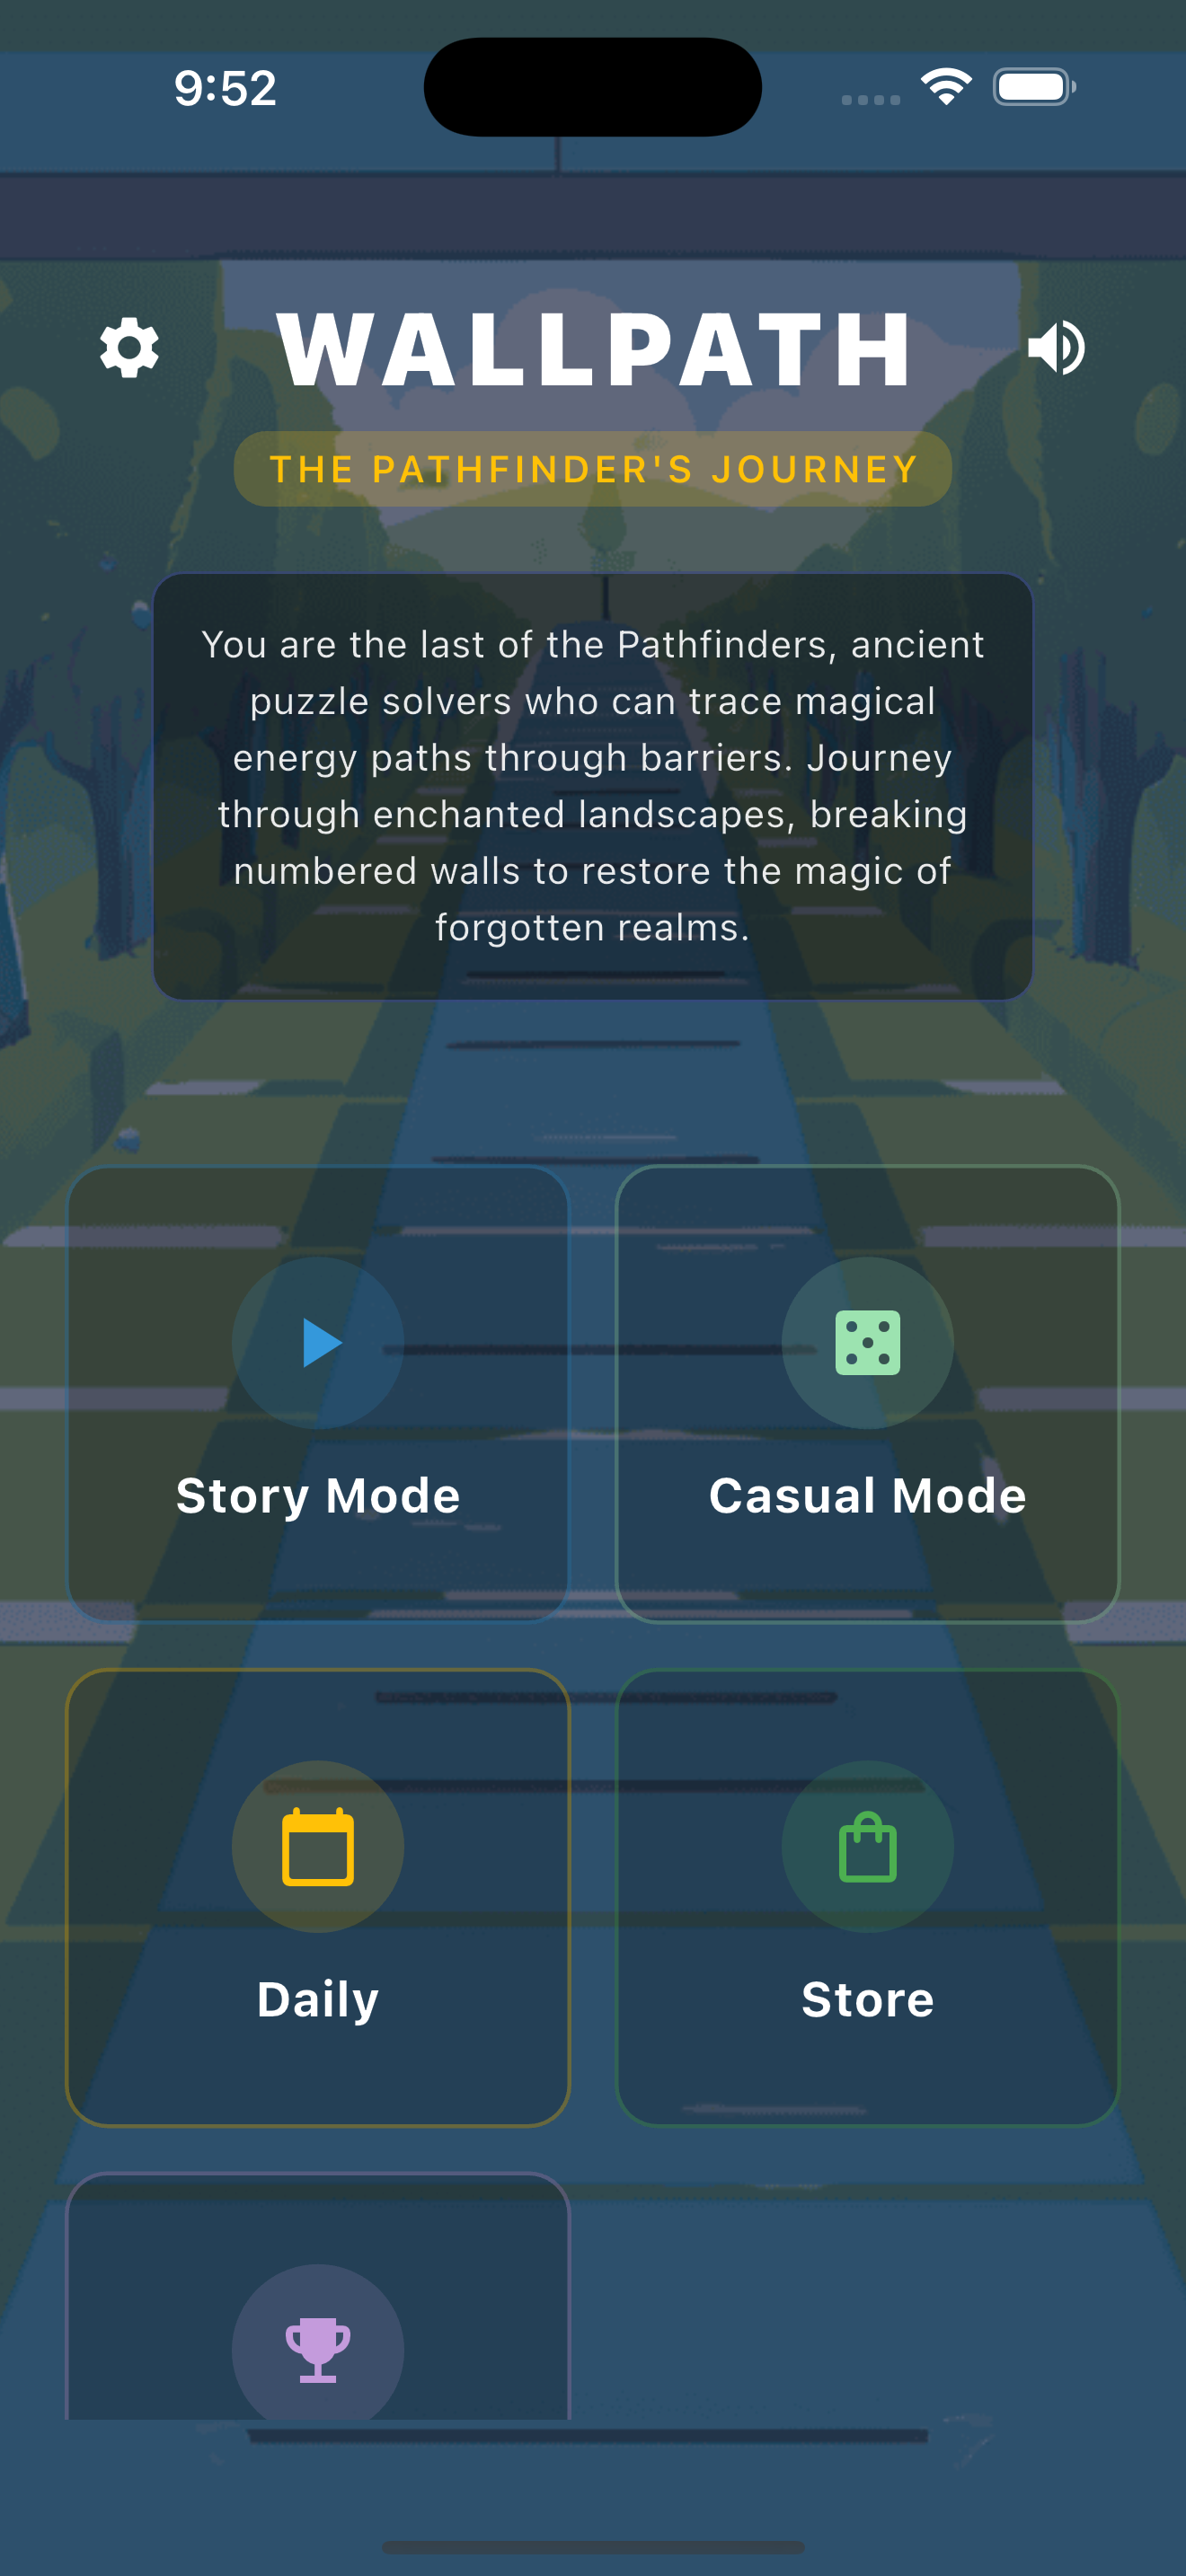 9:52
WALLPATH
THE PATHFINDER'S JOURNEY
You are the last of the Pathfinders, ancient
puzzle solvers who can trace magical
energy paths through barriers. Journey
through enchanted landscapes, breaking
numbered walls to restore the magic of
forgotten realms.
Story Mode
Casual Mode
Daily
Store